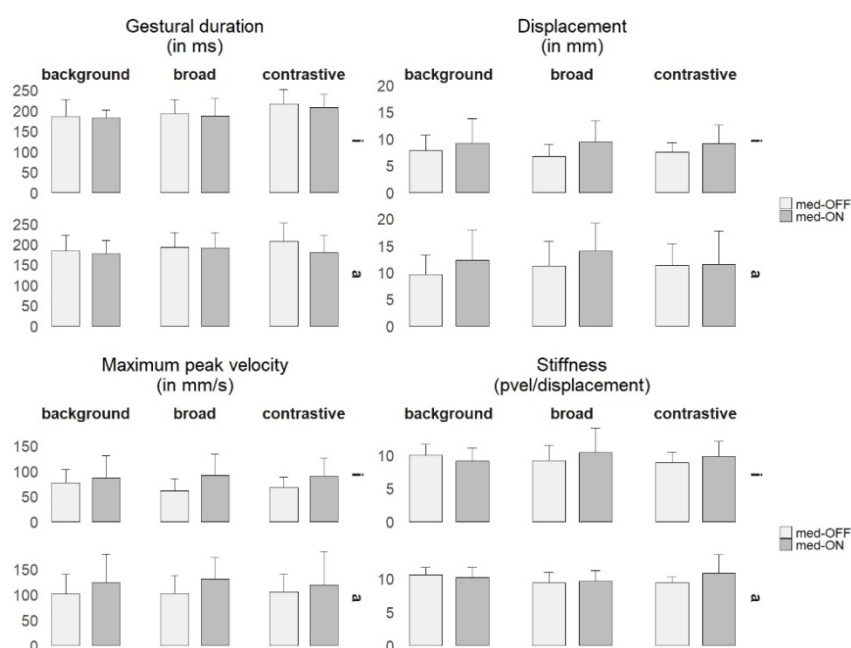 Gestural duration
(in ms)
background broad contrastive
250
200
150
100
50
0
i
250
200
150
100
50
0
a
Displacement
(in mm)
background broad contrastive
20
15
10
5
0
i
20
15
10
5
0
a
med-OFF
med-ON
Maximum peak velocity
(in mm/s)
background broad contrastive
150
100
50
0
i
150
100
50
0
a
Stiffness
(pvel/displacement)
background broad contrastive
10
5
0
i
10
5
0
a
med-OFF
med-ON